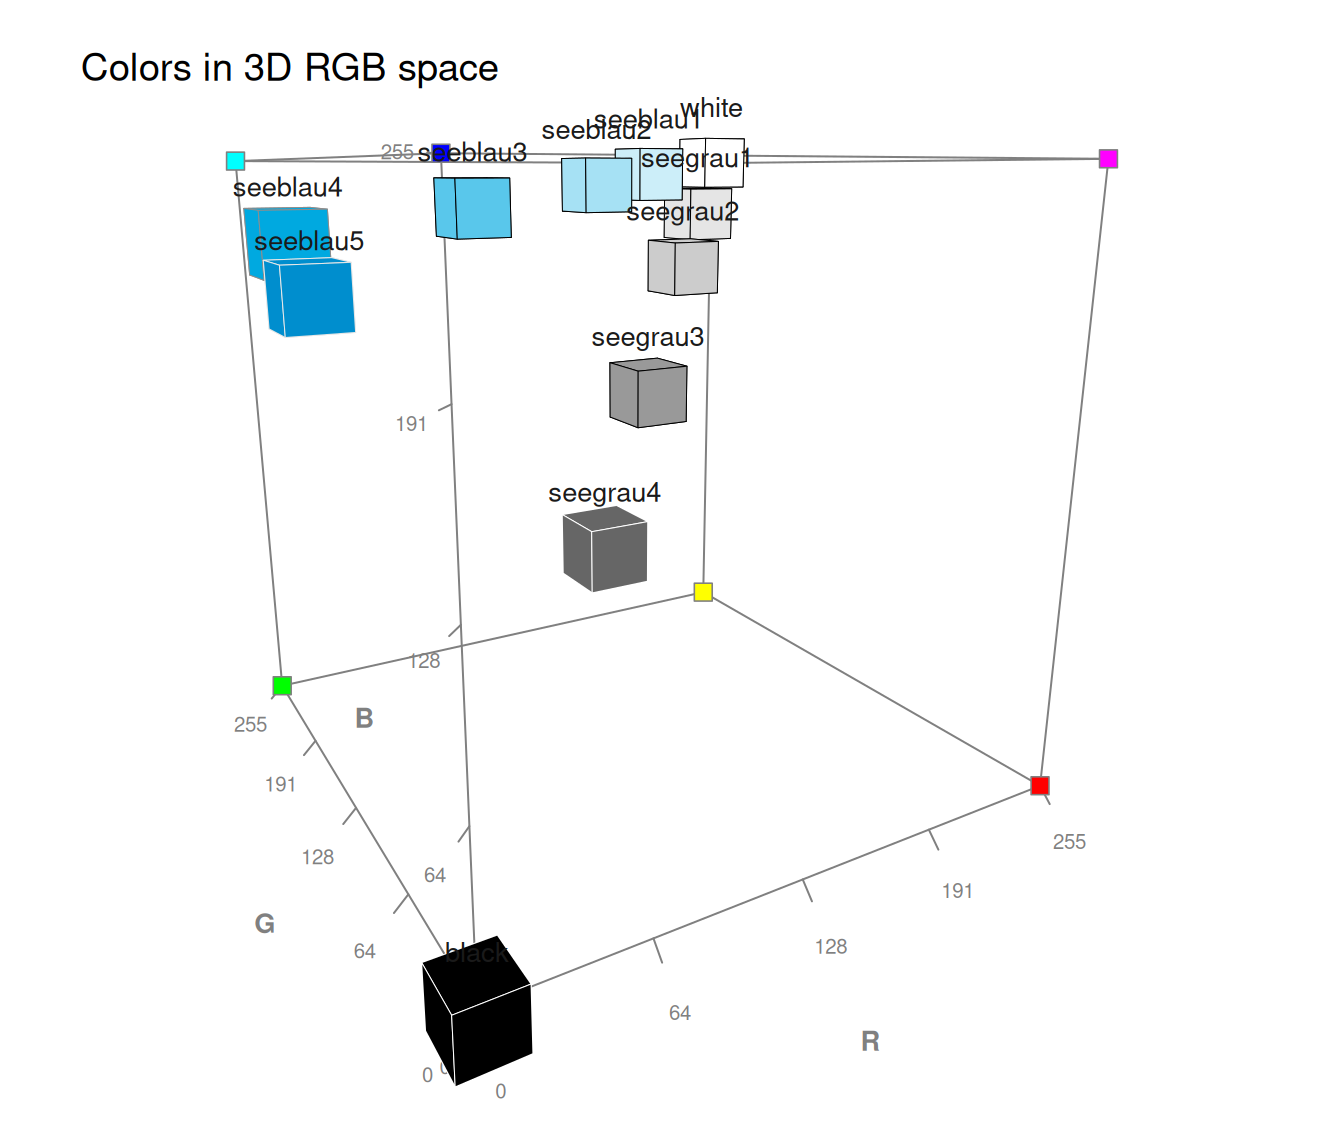 Colors in 3D RGB space
white
seeblau1
seeblau2
255
seeblau3
seegrau1
seeblau4
seegrau2
seeblau5
seegrau3
191
seegrau4
128
B
255
191
128
64
G
64
black
255
191
128
64
R
0
0
0